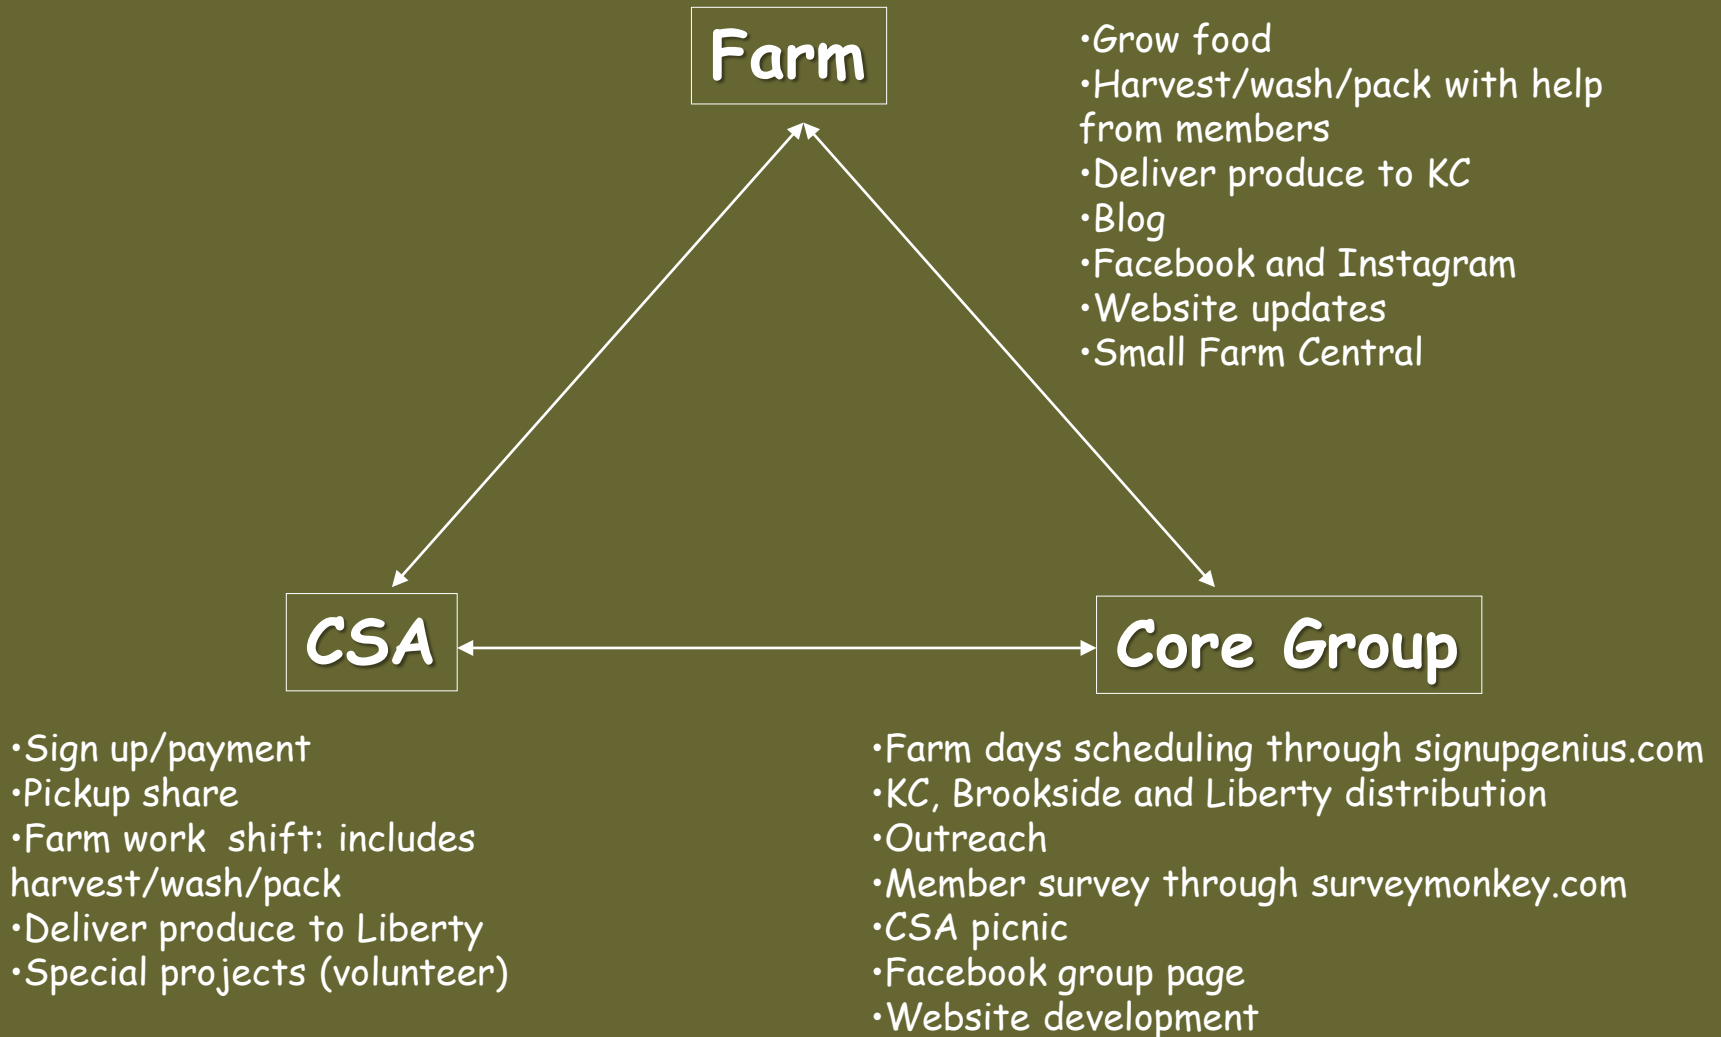 Farm
•Grow food
•Harvest/wash/pack with help
from members
•Deliver produce to KC
•Blog
•Facebook and Instagram
•Website updates
•Small Farm Central
CSA
•Sign up/payment
•Pickup share
•Farm work  shift: includes
harvest/wash/pack
•Deliver produce to Liberty
•Special projects (volunteer)
Core Group
•Farm days scheduling through signupgenius.com
•KC, Brookside and Liberty distribution
•Outreach
•Member survey through surveymonkey.com
•CSA picnic
•Facebook group page
•Website development